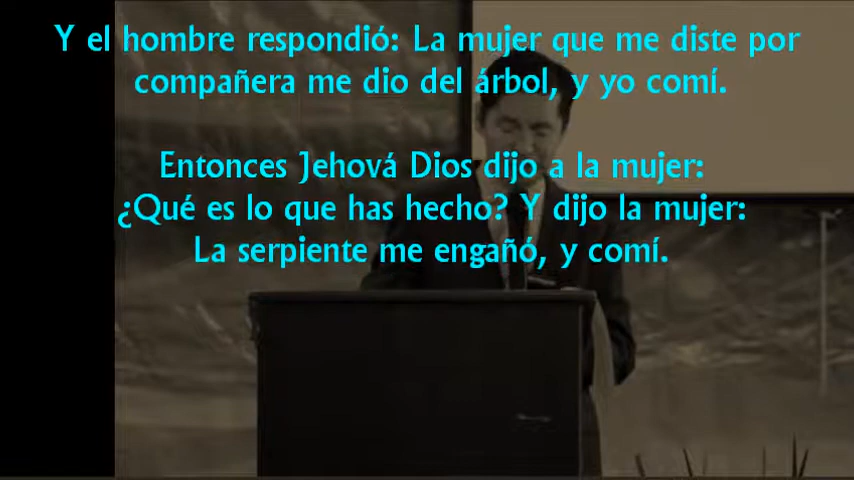 Y el hombre respondió: La mujer que me diste por
compañera me dio del árbol, y yo comí.
Entonces Jehová Dios dijo a la mujer:
¿Qué es lo que has hecho? Y dijo la mujer:
La serpiente me engañó, y comí.